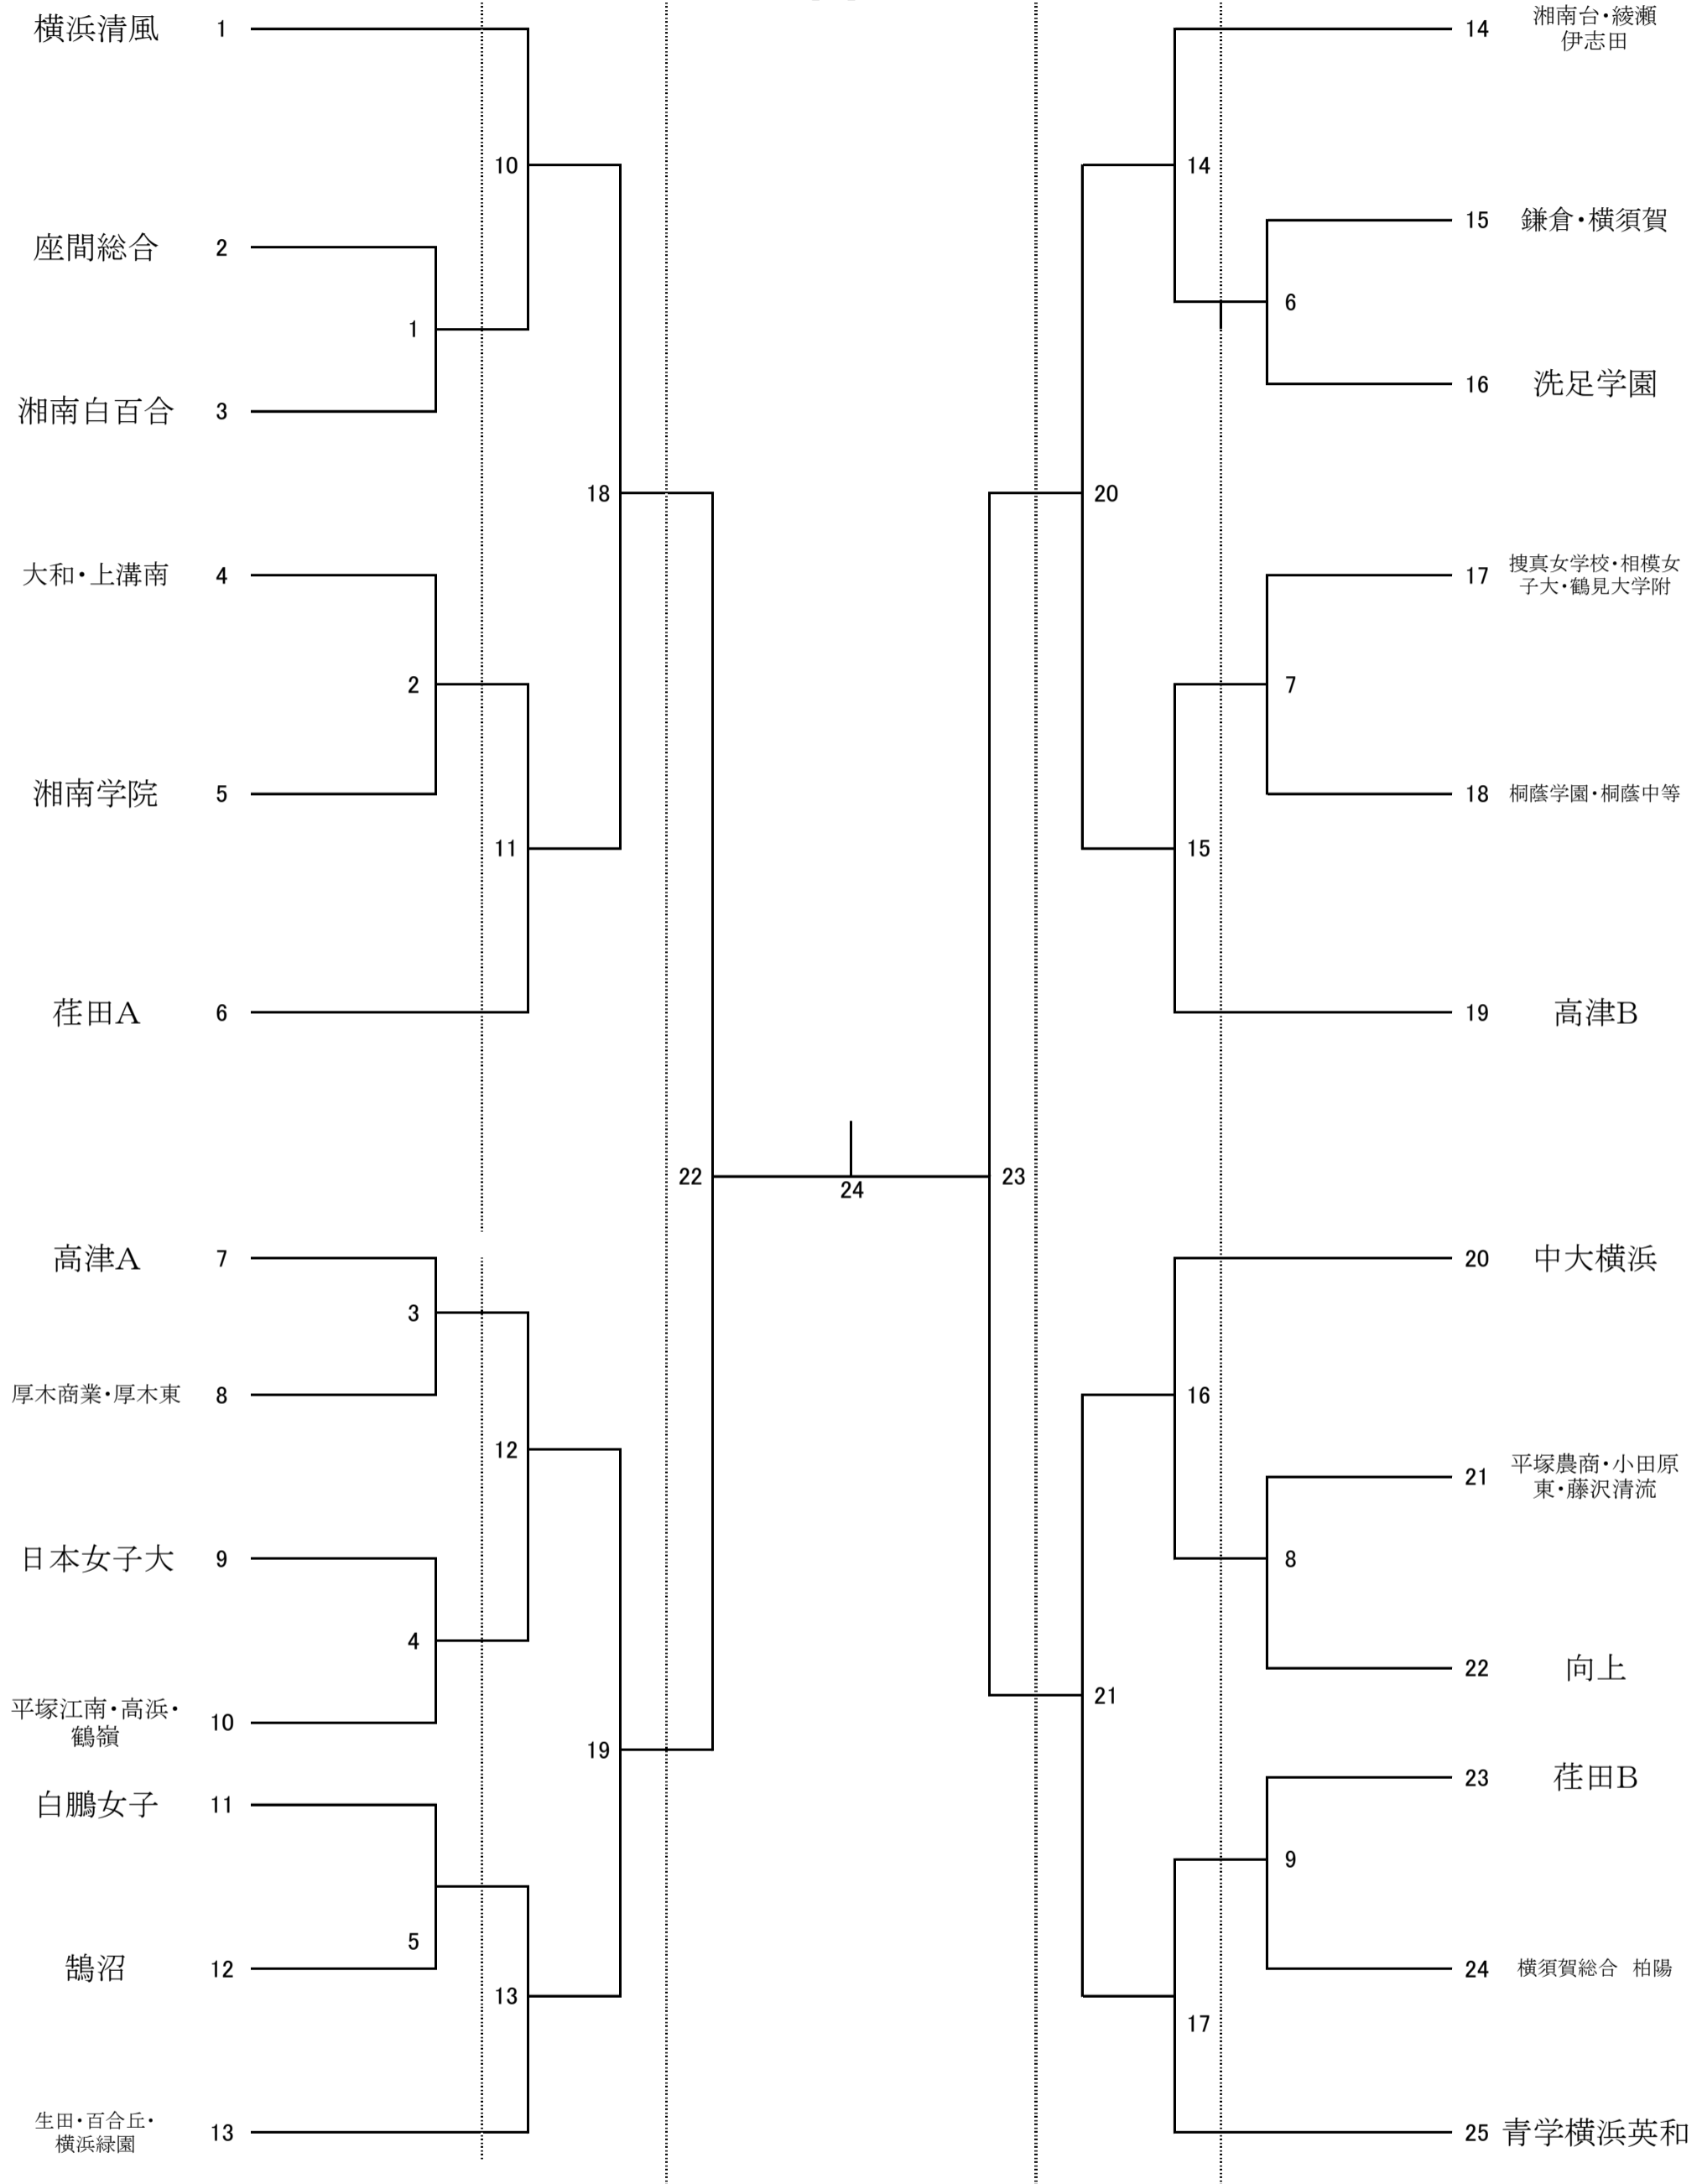 横浜清風 1
10
座間総合 2
1
湘南白百合 3
18
大和・上溝南 4
2
湘南学院 5
11
荏田A 6
22
高津A 7
3
厚木商業・厚木東 8
12
日本女子大 9
4
平塚江南・高浜・
鶴嶺
10
19
白鵬女子 11
5
鵠沼 12
13
生田・百合丘・
横浜緑園
13
24
14
湘南台・綾瀬
伊志田
14
15 鎌倉・横須賀
6
16 洗足学園
20
17
捜真女学校・相模女
子大・鶴見大学附
7
18 桐蔭学園・桐蔭中等
15
19 高津B
23
20 中大横浜
16
21
平塚農商・小田原
東・藤沢清流
8
22 向上
21
23 荏田B
9
24 横須賀総合　柏陽
17
25 青学横浜英和